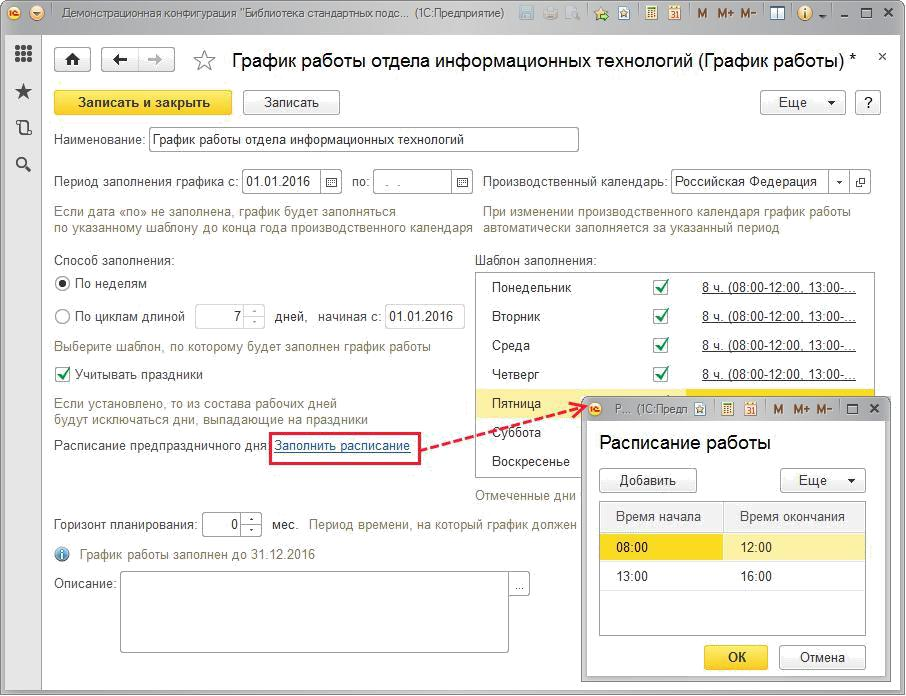 Демонстрационная конфигурация "Библиотека стандартных подс... (1С:Предприятие)
M M+ M-
График работы отдела информационных технологий (График работы) *
Записать и закрыть
Записать
Еще
?
Наименование: График работы отдела информационных технологий
Период заполнения графика с: 01.01.2016 по: . .
Производственный календарь: Российская Федерация
Если дата «по» не заполнена, график будет заполняться
по указанному шаблону до конца года производственного календаря
При изменении производственного календаря график работы
автоматически заполняется за указанный период
Способ заполнения:
По неделям
По циклам длиной 7 дней, начиная с: 01.01.2016
Выберите шаблон, по которому будет заполнен график работы
Учитывать праздники
Если установлено, то из состава рабочих дней
будут исключаться дни, выпадающие на праздники
Расписание предпраздничного дня: Заполнить расписание
Шаблон заполнения:
Понедельник 8 ч. (08:00-12:00, 13:00-...
Вторник 8 ч. (08:00-12:00, 13:00-...
Среда 8 ч. (08:00-12:00, 13:00-...
Четверг 8 ч. (08:00-12:00, 13:00-...
Пятница
Суббота
Воскресенье
Отмеченные дни
Горизонт планирования: 0 мес. Период времени, на который график должен
График работы заполнен до 31.12.2016
Описание:
...
Р... (1С:Предпр
31
M M+ M-
Расписание работы
Добавить
Еще
Время начала Время окончания
08:00 12:00
13:00 16:00
ОК
Отмена